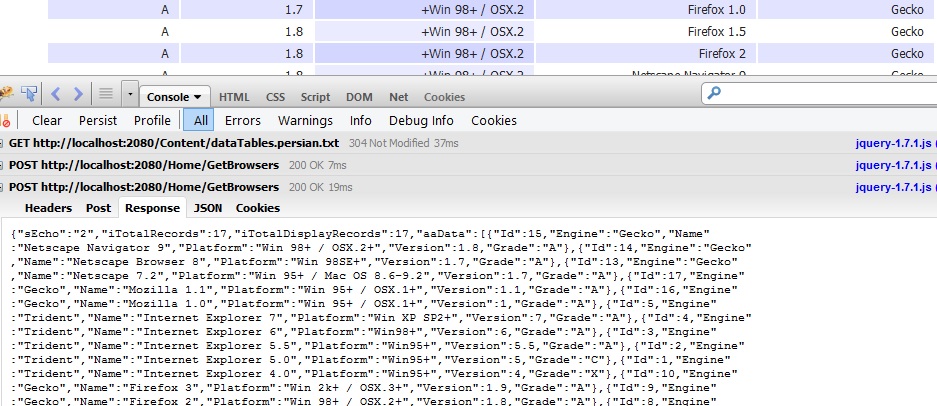 A 1.7 +Win 98+ / OSX.2 Firefox 1.0 Gecko
A 1.8 +Win 98+ / OSX.2 Firefox 1.5 Gecko
A 1.8 +Win 98+ / OSX.2 Firefox 2 Gecko
A 1.8 +Win 98+ / OSX.2 Netscape Navigator 9 Gecko
Console HTML CSS Script DOM Net Cookies
Clear Persist Profile All Errors Warnings Info Debug Info Cookies
GET http://localhost:2080/Content/dataTables.persian.txt 304 Not Modified 37ms jquery-1.7.1.js (
POST http://localhost:2080/Home/GetBrowsers 200 OK 7ms jquery-1.7.1.js (
POST http://localhost:2080/Home/GetBrowsers 200 OK 19ms jquery-1.7.1.js (
Headers Post Response JSON Cookies
{"sEcho":"2","iTotalRecords":17,"iTotalDisplayRecords":17,"aaData":[{"Id":15,"Engine":"Gecko","Name"
:"Netscape Navigator 9","Platform":"Win 98+ / OSX.2+","Version":1.8,"Grade":"A"},{"Id":14,"Engine":"Gecko"
,"Name":"Netscape Browser 8","Platform":"Win 98SE+","Version":1.7,"Grade":"A"},{"Id":13,"Engine":"Gecko"
,"Name":"Netscape 7.2","Platform":"Win 95+ / Mac OS 8.6-9.2","Version":1.7,"Grade":"A"},{"Id":17,"Engine"
:"Gecko","Name":"Mozilla 1.1","Platform":"Win 95+ / OSX.1+","Version":1.1,"Grade":"A"},{"Id":16,"Engine"
:"Gecko","Name":"Mozilla 1.0","Platform":"Win 95+ / OSX.1+","Version":1,"Grade":"A"},{"Id":5,"Engine"
:"Trident","Name":"Internet Explorer 7","Platform":"Win XP SP2+","Version":7,"Grade":"A"},{"Id":4,"Engine"
:"Trident","Name":"Internet Explorer 6","Platform":"Win98+","Version":6,"Grade":"A"},{"Id":3,"Engine"
:"Trident","Name":"Internet Explorer 5.5","Platform":"Win95+","Version":5.5,"Grade":"A"},{"Id":2,"Engine"
:"Trident","Name":"Internet Explorer 5.0","Platform":"Win95+","Version":5,"Grade":"C"},{"Id":1,"Engine"
:"Trident","Name":"Internet Explorer 4.0","Platform":"Win95+","Version":4,"Grade":"X"},{"Id":10,"Engine"
:"Gecko","Name":"Firefox 3","Platform":"Win 2k+ / OSX.3+","Version":1.9,"Grade":"A"},{"Id":9,"Engine"
:"Gecko","Name":"Firefox 2","Platform":"Win 98+ / OSX.2+","Version":1.8,"Grade":"A"},{"Id":8,"Engine"